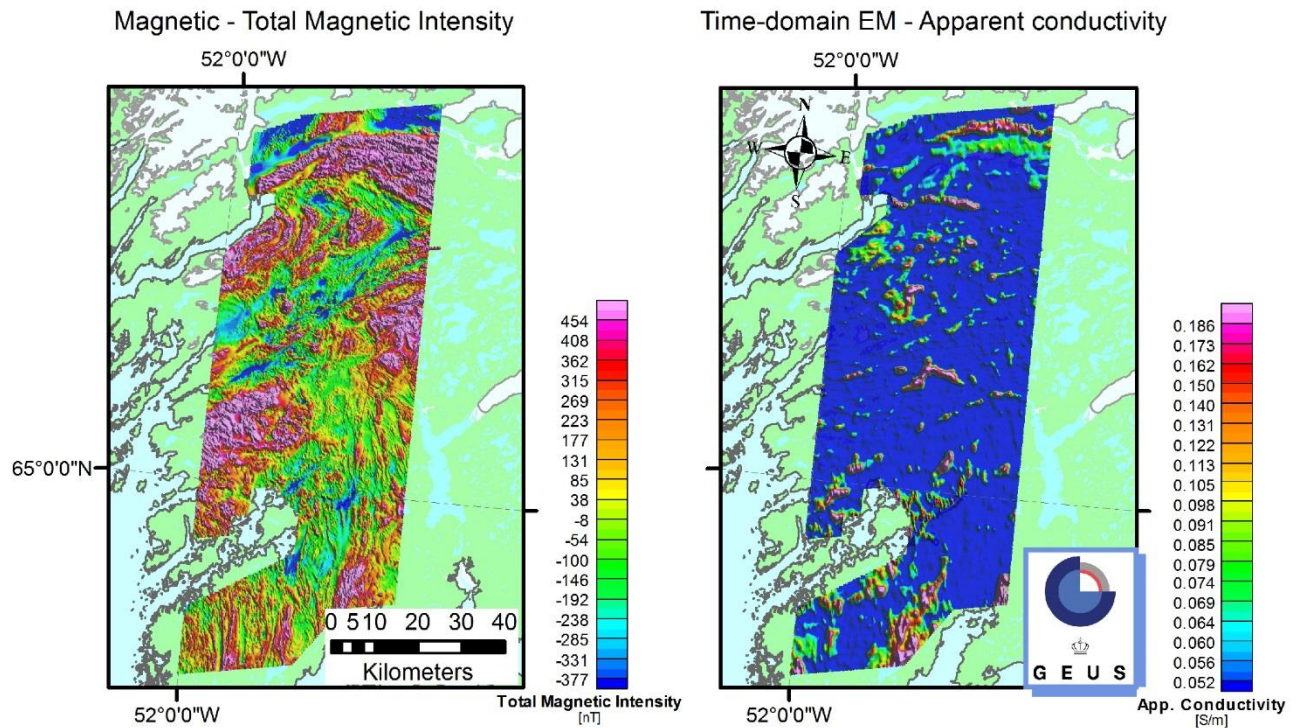 Magnetic - Total Magnetic Intensity
Time-domain EM - Apparent conductivity
52°0'0"W
52°0'0"W
N
W
E
S
65°0'0"N
65°0'0"N
454
408
362
315
269
223
177
131
85
38
-8
-54
-100
-146
-192
-238
-285
-331
-377
Total Magnetic Intensity
[nT]
0 5 10 20 30 40
Kilometers
0.186
0.173
0.162
0.150
0.140
0.131
0.122
0.113
0.105
0.098
0.091
0.085
0.079
0.074
0.069
0.064
0.060
0.056
0.052
App. Conductivity
[S/m]
G E U S
52°0'0"W
52°0'0"W